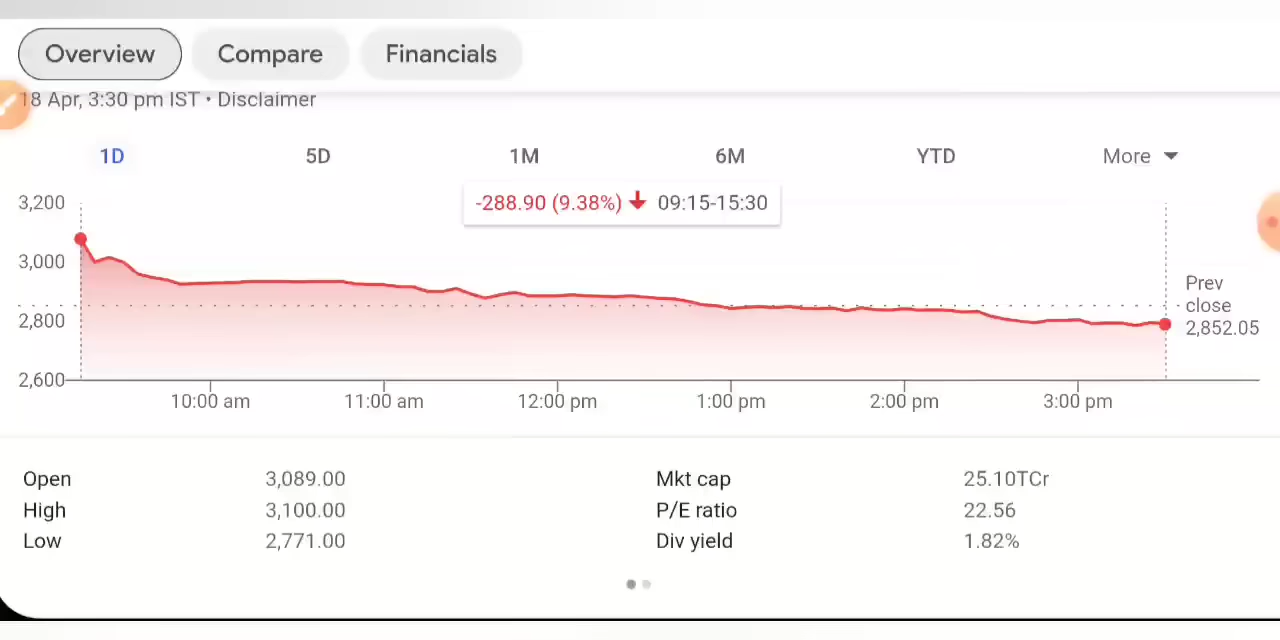 Overview Compare Financials
18 Apr, 3:30 pm IST • Disclaimer
1D 5D 1M 6M YTD More
-288.90 (9.38%) 09:15-15:30
3,200
3,000
2,800
2,600
Prev
close
2,852.05
10:00 am 11:00 am 12:00 pm 1:00 pm 2:00 pm 3:00 pm
Open 3,089.00 Mkt cap 25.10TCr
High 3,100.00 P/E ratio 22.56
Low 2,771.00 Div yield 1.82%